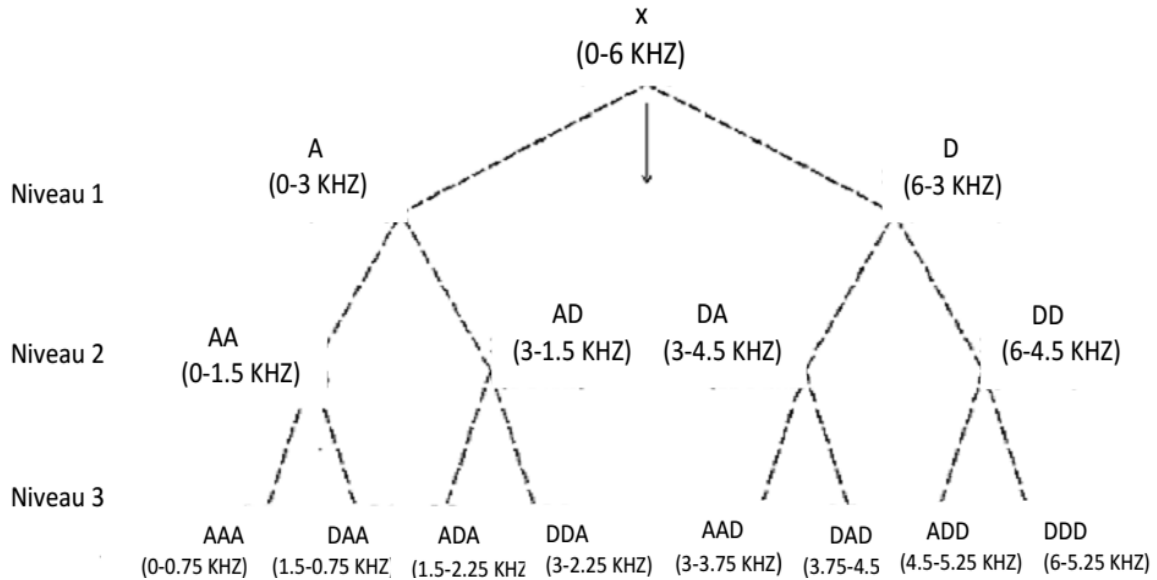 x
(0-6 KHZ)
A
(0-3 KHZ)
D
(6-3 KHZ)
Niveau 1
AA
(0-1.5 KHZ)
AD
(3-1.5 KHZ)
DA
(3-4.5 KHZ)
DD
(6-4.5 KHZ)
Niveau 2
Niveau 3
AAA
(0-0.75 KHZ)
DAA
(1.5-0.75 KHZ)
ADA
(1.5-2.25 KHZ
DDA
(3-2.25 KHZ)
AAD
(3-3.75 KHZ)
DAD
(3.75-4.5
ADD
(4.5-5.25 KHZ)
DDD
(6-5.25 KHZ)